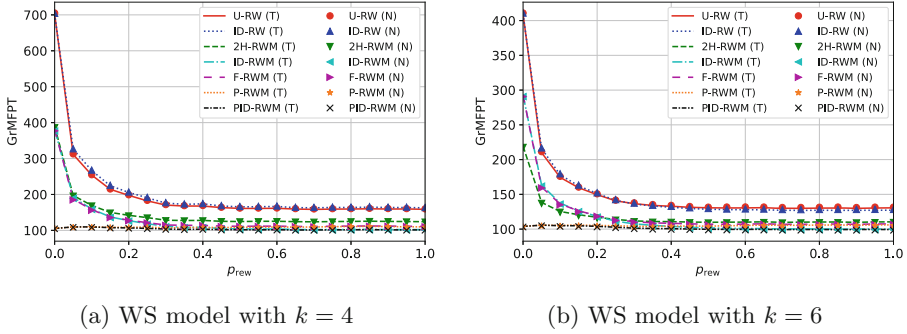 700
600
500
400
300
200
100
GrMFPT
0.0 0.2 0.4 0.6 0.8 1.0
p_rew
U-RW (T) U-RW (N)
ID-RW (T) ID-RW (N)
2H-RWM (T) 2H-RWM (N)
ID-RWM (T) ID-RWM (N)
F-RWM (T) F-RWM (N)
P-RWM (T) P-RWM (N)
PID-RWM (T) PID-RWM (N)
(a) WS model with k = 4
400
350
300
250
200
150
100
GrMFPT
0.0 0.2 0.4 0.6 0.8 1.0
p_rew
U-RW (T) U-RW (N)
ID-RW (T) ID-RW (N)
2H-RWM (T) 2H-RWM (N)
ID-RWM (T) ID-RWM (N)
F-RWM (T) F-RWM (N)
P-RWM (T) P-RWM (N)
PID-RWM (T) PID-RWM (N)
(b) WS model with k = 6